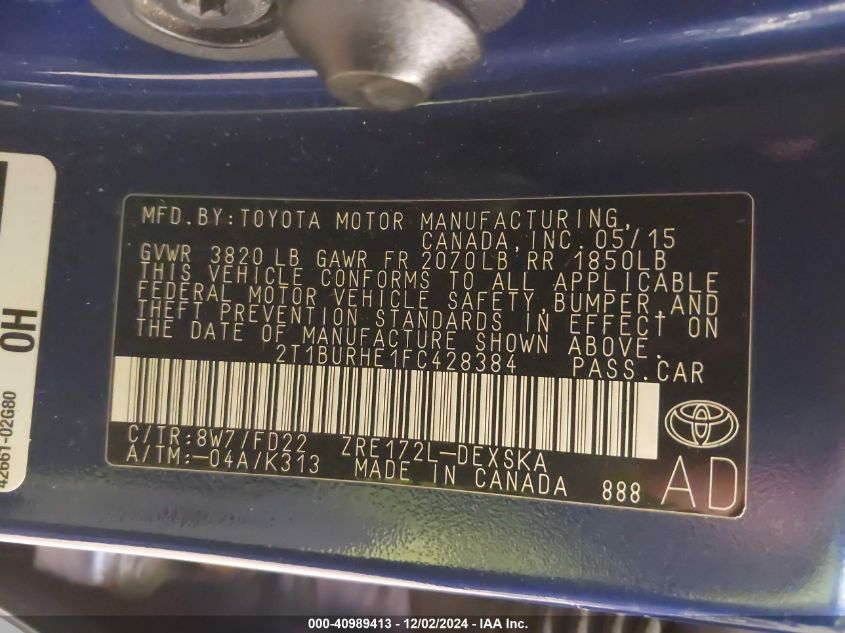 MFD. BY: TOYOTA MOTOR MANUFACTURING,
CANADA, INC. 05/15
GVWR 3820 LB GAWR FR 2070LB RR 1850LB
THIS VEHICLE CONFORMS TO ALL APPLICABLE
FEDERAL MOTOR VEHICLE SAFETY, BUMPER, AND
THEFT PREVENTION STANDARDS IN EFFECT ON
THE DATE OF MANUFACTURE SHOWN ABOVE.
2T1BURHE1FC428384 PASS. CAR
C/TR: 8W7/FD22 ZRE172L-DEXSKA
A/TM: -04A/K313 MADE IN CANADA 888
AD
42661-02G80
OH
000-40989413 - 12/02/2024 - IAA Inc.